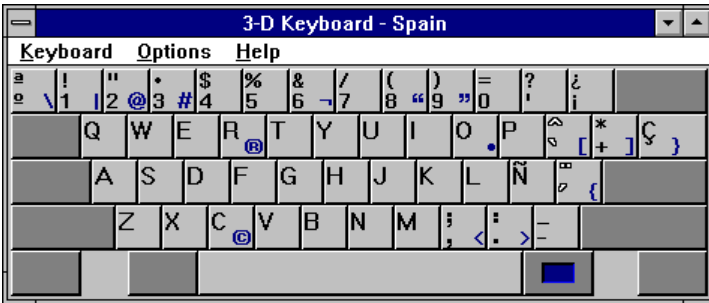 3-D Keyboard - Spain
Keyboard Options Help
ª ! " • $ % & / ( ) = ? ¿
º \ 1 | 2 @ 3 # 4 5 6 ¬ 7 8 “ 9 ” 0 ' ¡
Q W E R ® T Y U I O • P ^ ` [ * + ] Ç }
A S D F G H J K L Ñ ¨ ´ {
Z X C © V B N M ; , < : . > _ -